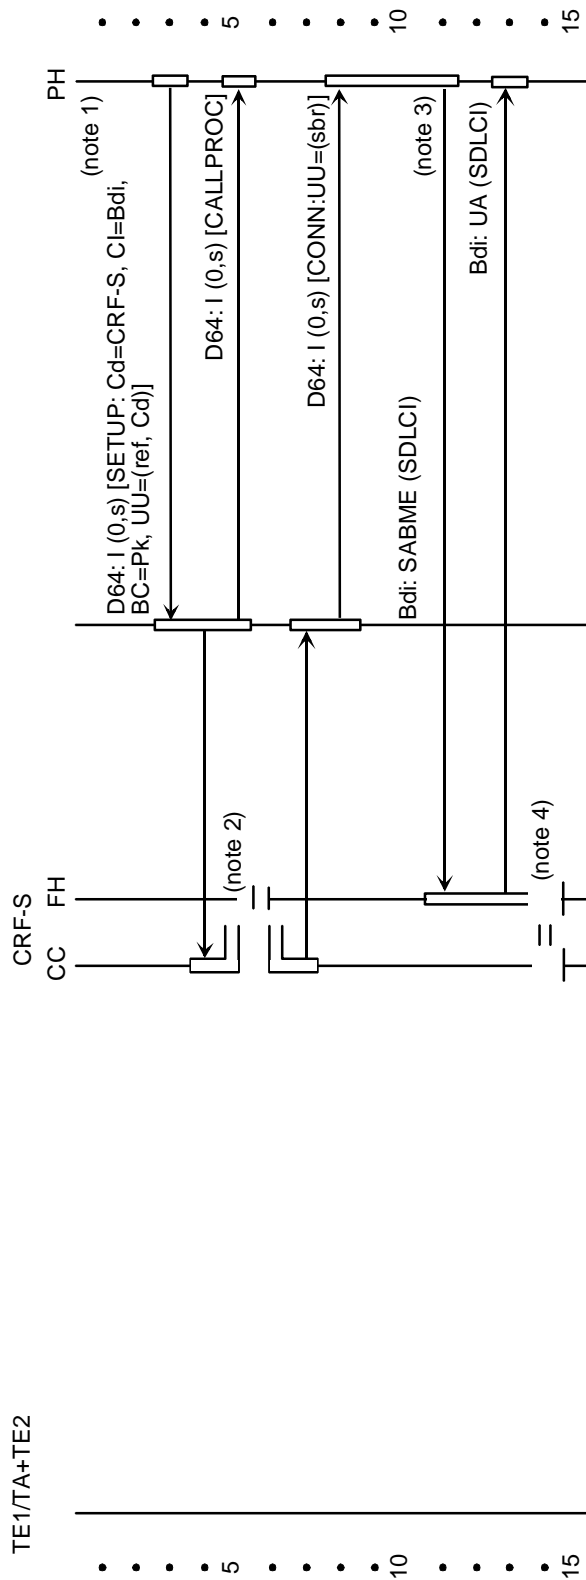 TE1/TA+TE2
CRF-S
CC
FH
PH
D64: I (0,s) [SETUP: Cd=CRF-S, CI=Bdi,
BC=Pk, UU=(ref, Cd)]
(note 1)
5
5
(note 2)
D64: I (0,s) [CALLPROC]
D64: I (0,s) [CONN:UU=(sbr)]
10
10
Bdi: SABME (SDLCI)
(note 3)
Bdi: UA (SDLCI)
(note 4)
15
15